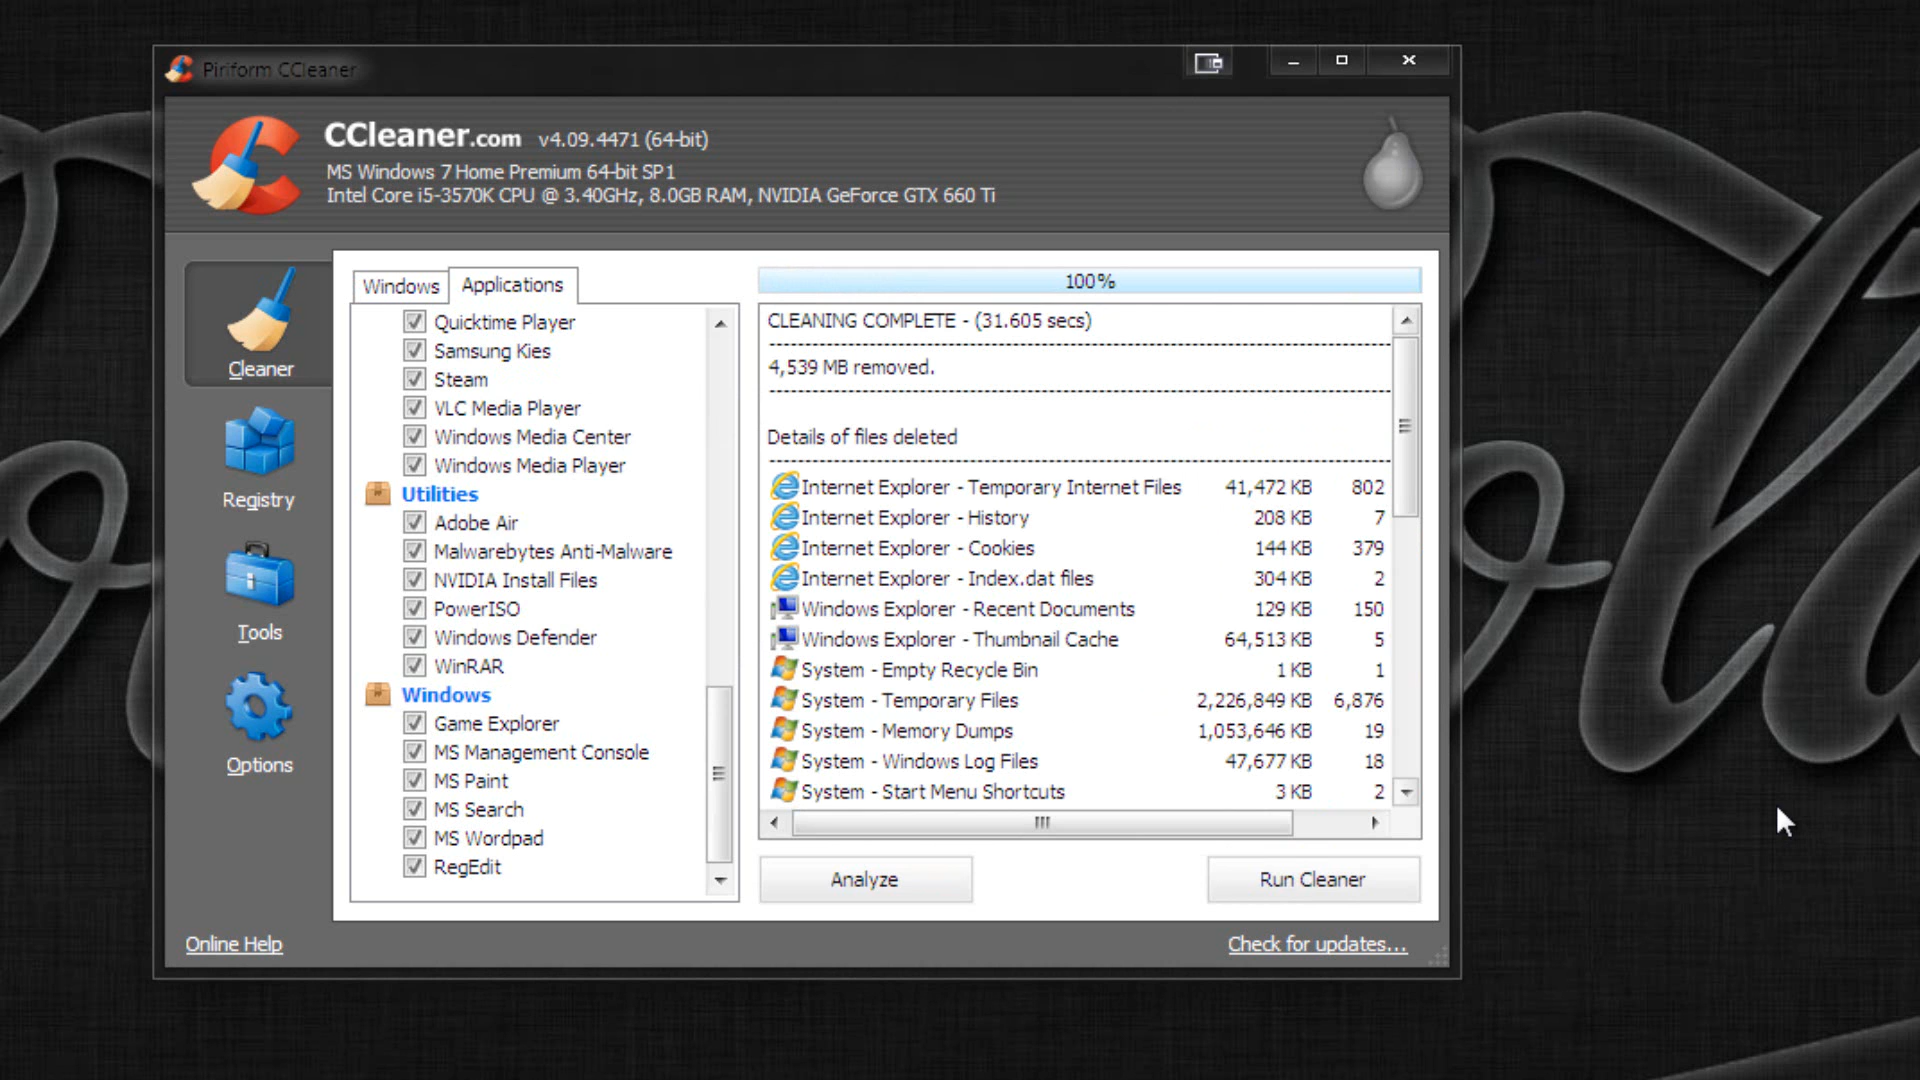 Piriform CCleaner
CCleaner.com v4.09.4471 (64-bit)
MS Windows 7 Home Premium 64-bit SP1
Intel Core i5-3570K CPU @ 3.40GHz, 8.0GB RAM, NVIDIA GeForce GTX 660 Ti
Cleaner
Registry
Tools
Options
Windows Applications
Quicktime Player
Samsung Kies
Steam
VLC Media Player
Windows Media Center
Windows Media Player
Utilities
Adobe Air
Malwarebytes Anti-Malware
NVIDIA Install Files
PowerISO
Windows Defender
WinRAR
Windows
Game Explorer
MS Management Console
MS Paint
MS Search
MS Wordpad
RegEdit
100%
CLEANING COMPLETE - (31.605 secs)
4,539 MB removed.
Details of files deleted
Internet Explorer - Temporary Internet Files 41,472 KB 802
Internet Explorer - History 208 KB 7
Internet Explorer - Cookies 144 KB 379
Internet Explorer - Index.dat files 304 KB 2
Windows Explorer - Recent Documents 129 KB 150
Windows Explorer - Thumbnail Cache 64,513 KB 5
System - Empty Recycle Bin 1 KB 1
System - Temporary Files 2,226,849 KB 6,876
System - Memory Dumps 1,053,646 KB 19
System - Windows Log Files 47,677 KB 18
System - Start Menu Shortcuts 3 KB 2
Analyze
Run Cleaner
Online Help
Check for updates...